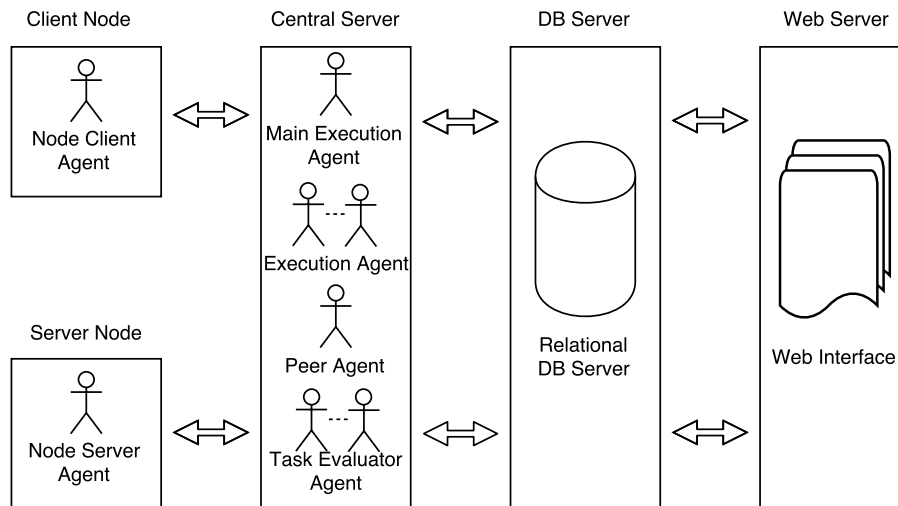 Client Node
Central Server
DB Server
Web Server
Node Client
Agent
Main Execution
Agent
Execution Agent
Peer Agent
Task Evaluator
Agent
Server Node
Node Server
Agent
Relational
DB Server
Web Interface